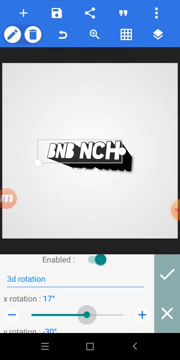 BNB NCH
Enabled :
3d rotation
x rotation : 17°
y rotation : -30°